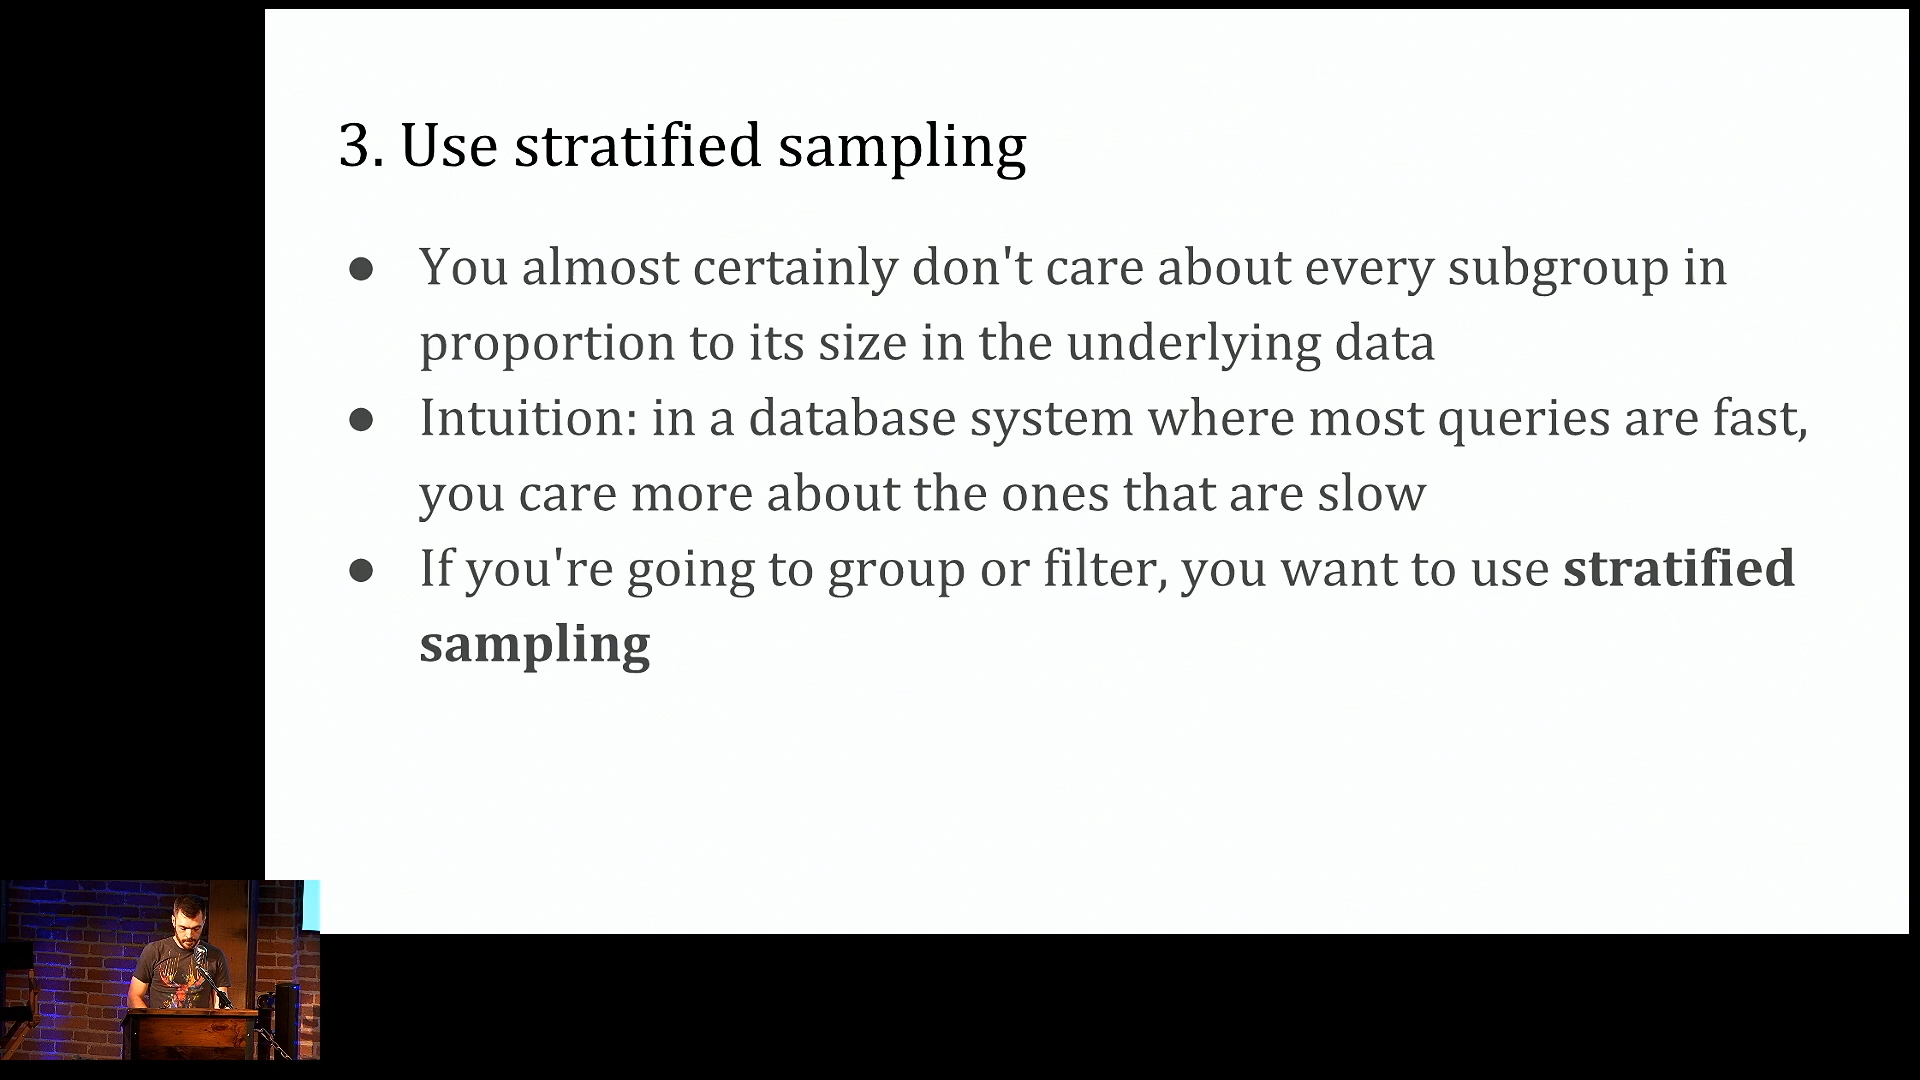 3. Use stratified sampling
● You almost certainly don't care about every subgroup in
proportion to its size in the underlying data
● Intuition: in a database system where most queries are fast,
you care more about the ones that are slow
● If you're going to group or filter, you want to use stratified
sampling